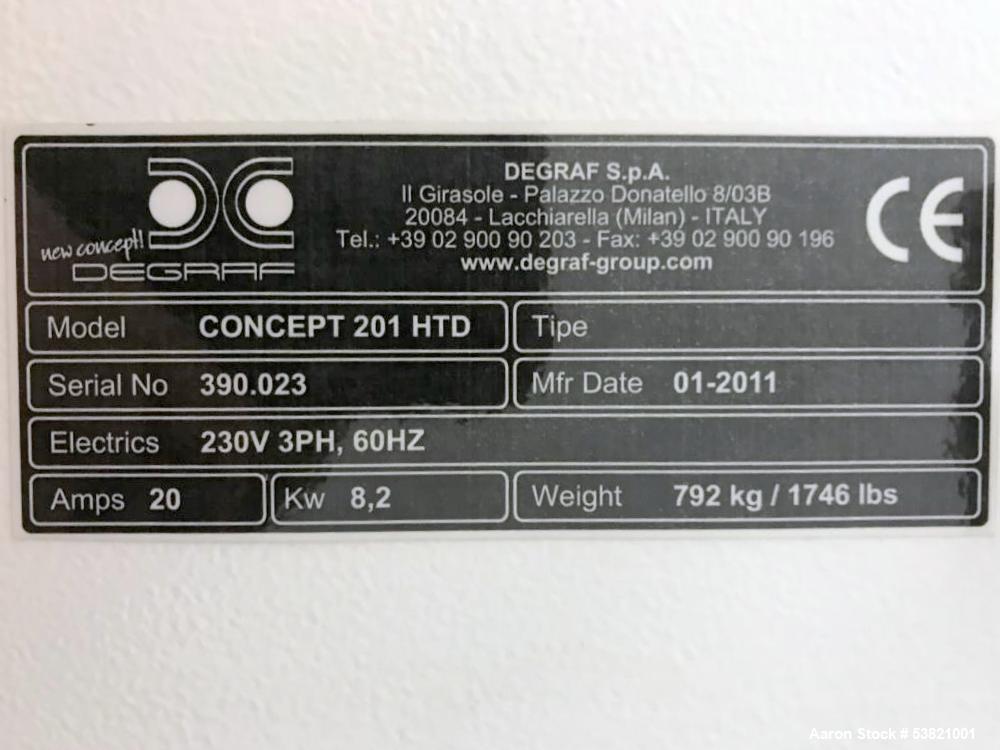 new concept!
DEGRAF
DEGRAF S.p.A.
Il Girasole - Palazzo Donatello 8/03B
20084 - Lacchiarella (Milan) - ITALY
Tel.: +39 02 900 90 203 - Fax: +39 02 900 90 196
www.degraf-group.com
CE
Model CONCEPT 201 HTD Tipe
Serial No 390.023 Mfr Date 01-2011
Electrics 230V 3PH, 60HZ
Amps 20 Kw 8,2 Weight 792 kg / 1746 lbs
Aaron Stock # 53821001